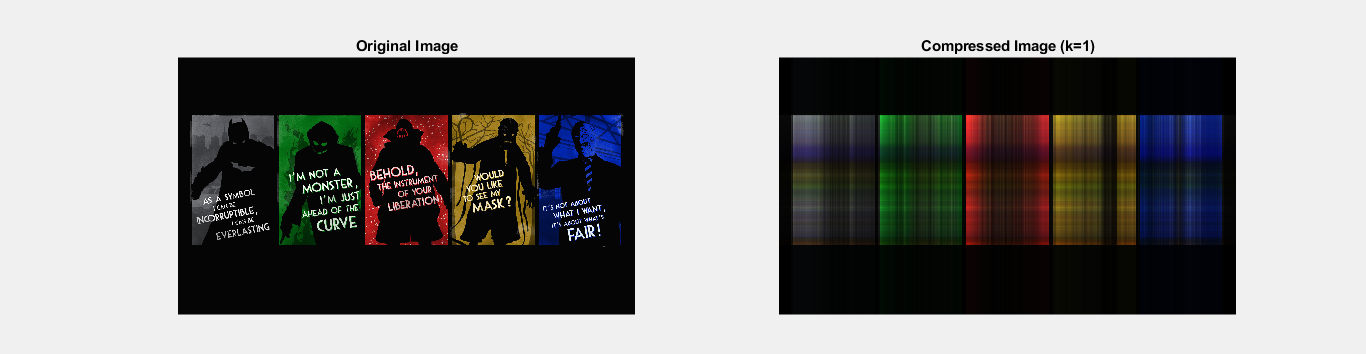 Original Image
Compressed Image (k=1)
AS A SYMBOL
I CAN BE
INCORRUPTIBLE,
I CAN BE
EVERLASTING
I'M NOT A
MONSTER,
I'M JUST
AHEAD OF THE
CURVE
BEHOLD,
THE INSTRUMENT
OF YOUR
LIBERATION!
WOULD
YOU LIKE
TO SEE MY
MASK?
IT'S NOT ABOUT
WHAT I WANT,
IT'S ABOUT WHAT'S
FAIR!